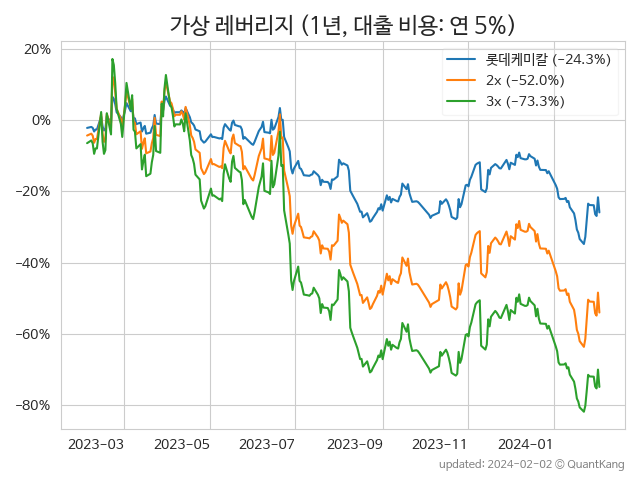 가상 레버리지 (1년, 대출 비용: 연 5%)
20%
0%
−20%
−40%
−60%
−80%
롯데케미칼 (−24.3%)
2x (−52.0%)
3x (−73.3%)
2023-03
2023-05
2023-07
2023-09
2023-11
2024-01
updated: 2024-02-02 © QuantKang